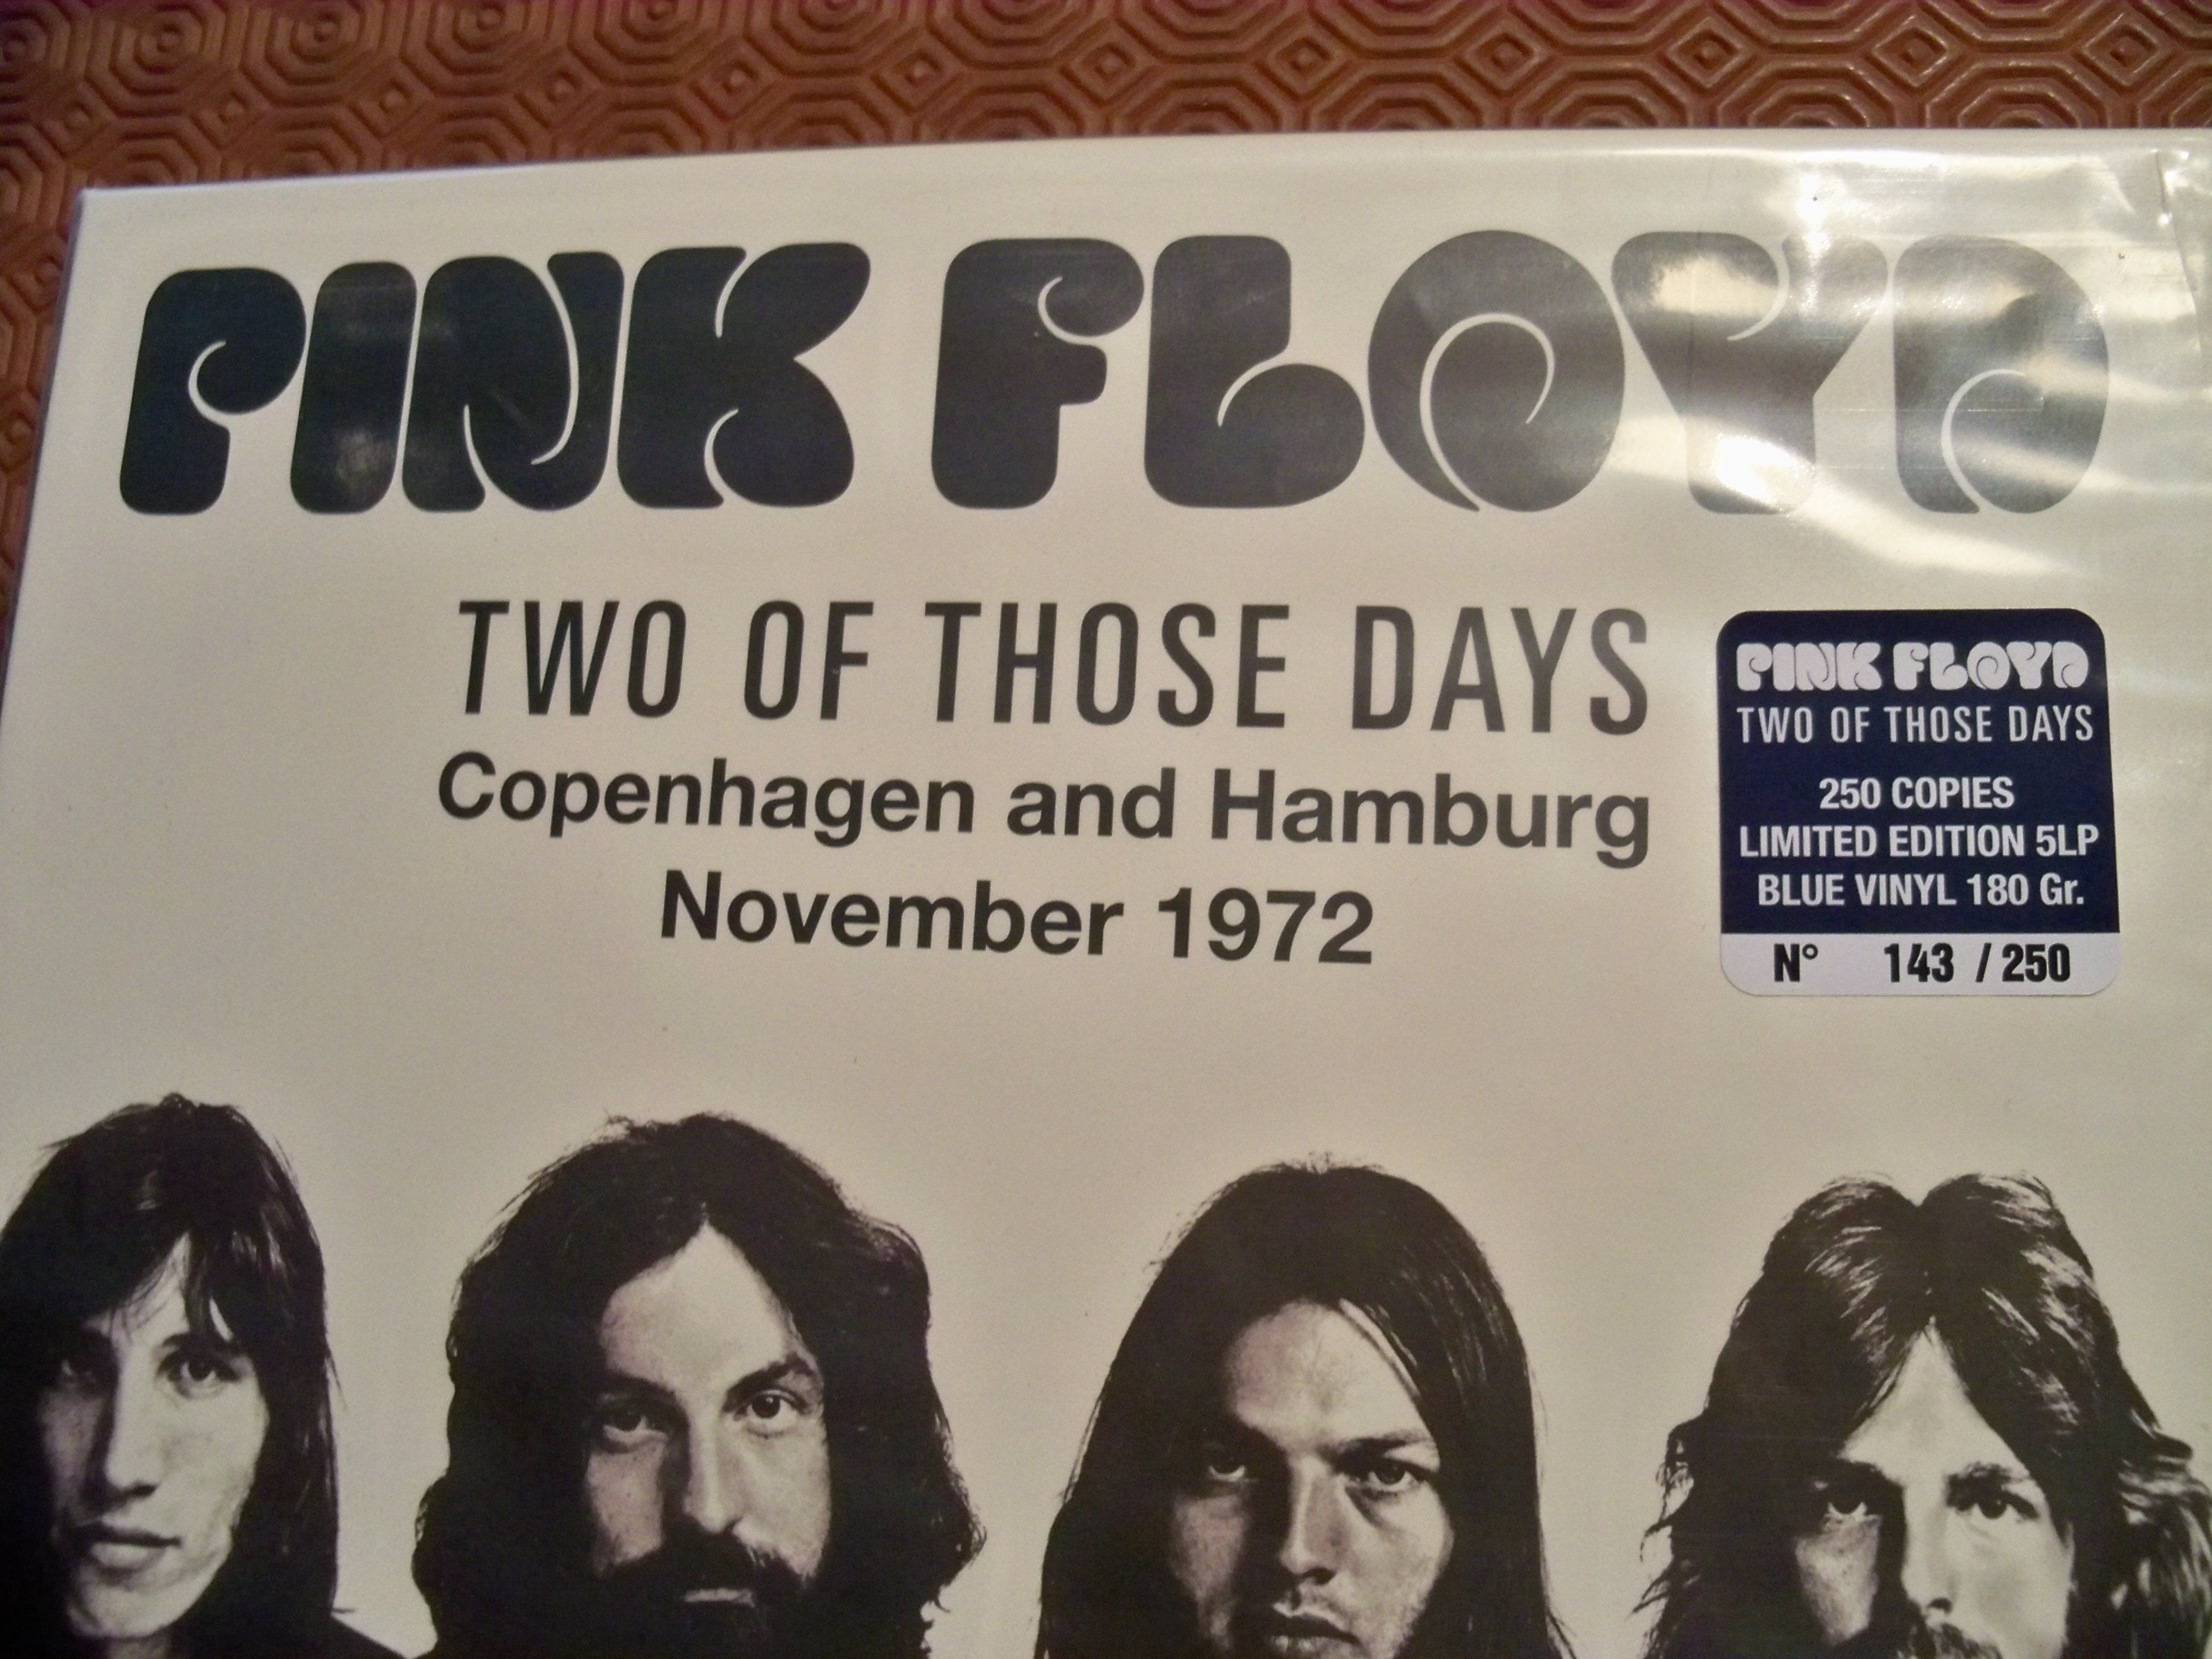 PINK FLOYD
TWO OF THOSE DAYS
Copenhagen and Hamburg
November 1972
PINK FLOYD
TWO OF THOSE DAYS
250 COPIES
LIMITED EDITION 5LP
BLUE VINYL 180 Gr.
N° 143 / 250